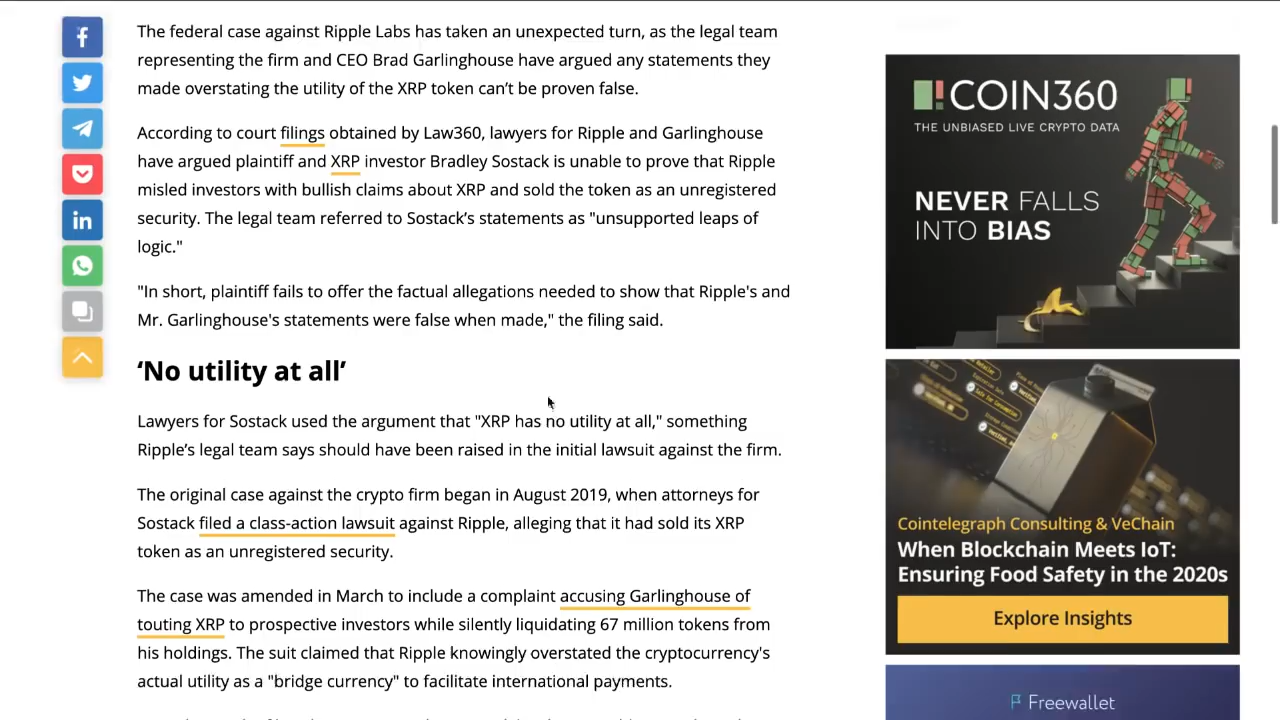 The federal case against Ripple Labs has taken an unexpected turn, as the legal team
representing the firm and CEO Brad Garlinghouse have argued any statements they
made overstating the utility of the XRP token can’t be proven false.
According to court filings obtained by Law360, lawyers for Ripple and Garlinghouse
have argued plaintiff and XRP investor Bradley Sostack is unable to prove that Ripple
misled investors with bullish claims about XRP and sold the token as an unregistered
security. The legal team referred to Sostack’s statements as "unsupported leaps of
logic."
"In short, plaintiff fails to offer the factual allegations needed to show that Ripple's and
Mr. Garlinghouse's statements were false when made," the filing said.
‘No utility at all’
Lawyers for Sostack used the argument that "XRP has no utility at all," something
Ripple’s legal team says should have been raised in the initial lawsuit against the firm.
The original case against the crypto firm began in August 2019, when attorneys for
Sostack filed a class-action lawsuit against Ripple, alleging that it had sold its XRP
token as an unregistered security.
The case was amended in March to include a complaint accusing Garlinghouse of
touting XRP to prospective investors while silently liquidating 67 million tokens from
his holdings. The suit claimed that Ripple knowingly overstated the cryptocurrency's
actual utility as a "bridge currency" to facilitate international payments.
COIN360
THE UNBIASED LIVE CRYPTO DATA
NEVER FALLS
INTO BIAS
Cointelegraph Consulting & VeChain
When Blockchain Meets IoT:
Ensuring Food Safety in the 2020s
Explore Insights
Freewallet